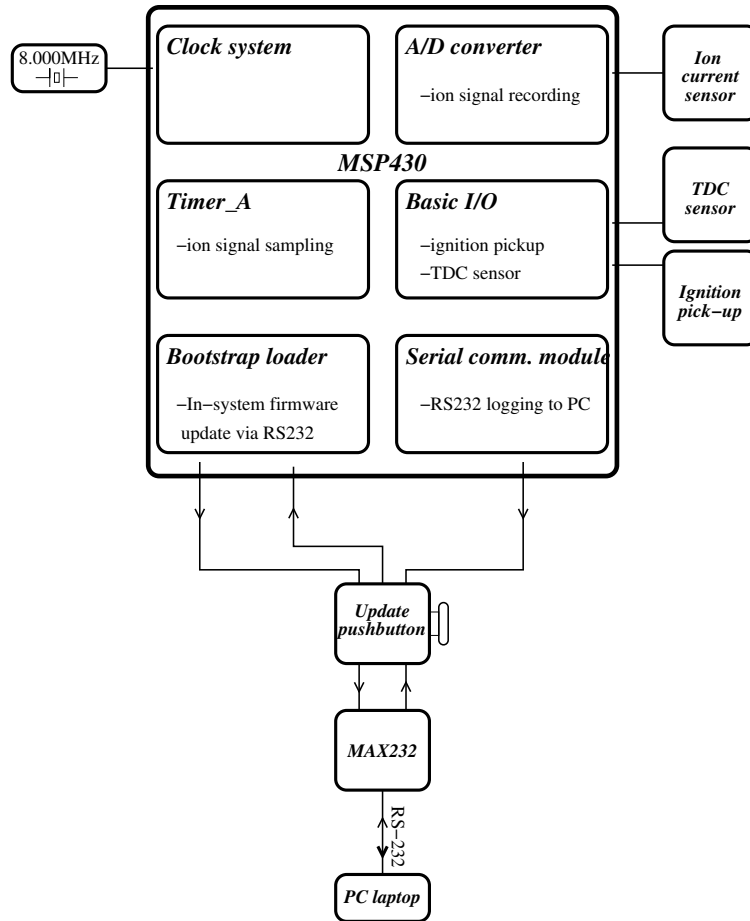 8.000MHz
Clock system
A/D converter
−ion signal recording
Ion
current
sensor
MSP430
Timer_A
−ion signal sampling
Basic I/O
−ignition pickup
−TDC sensor
TDC
sensor
Ignition
pick−up
Bootstrap loader
−In−system firmware
update via RS232
Serial comm. module
−RS232 logging to PC
Update
pushbutton
MAX232
RS−232
PC laptop